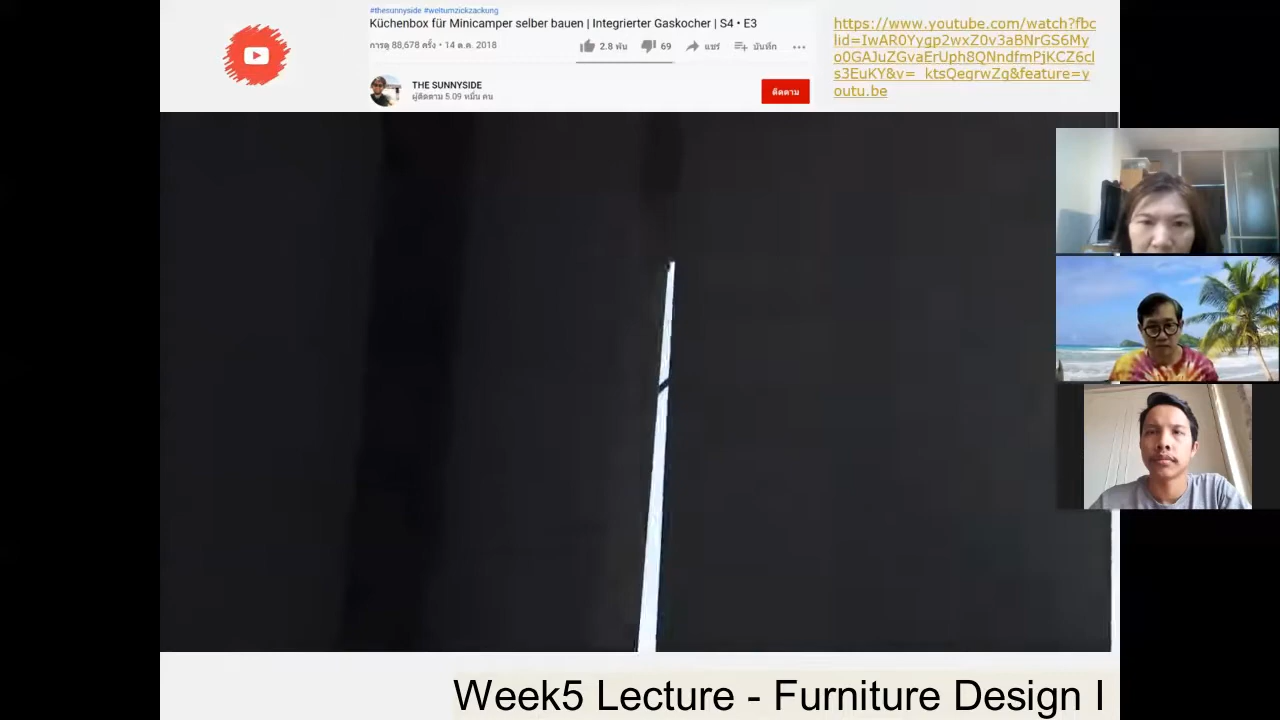 #thesunnyside #weltumzickzackung
Küchenbox für Minicamper selber bauen | Integrierter Gaskocher | S4 • E3
การดู 88,678 ครั้ง • 14 ต.ค. 2018
2.8 พัน 69 แชร์ บันทึก
THE SUNNYSIDE
ผู้ติดตาม 5.09 หมื่น คน
ติดตาม
https://www.youtube.com/watch?fbc
lid=IwAR0Yygp2wxZ0v3aBNrGS6My
o0GAJuZGvaErUph8QNndfmPjKCZ6cl
s3EuKY&v=_ktsQeqrwZq&feature=y
outu.be
Week5 Lecture - Furniture Design I